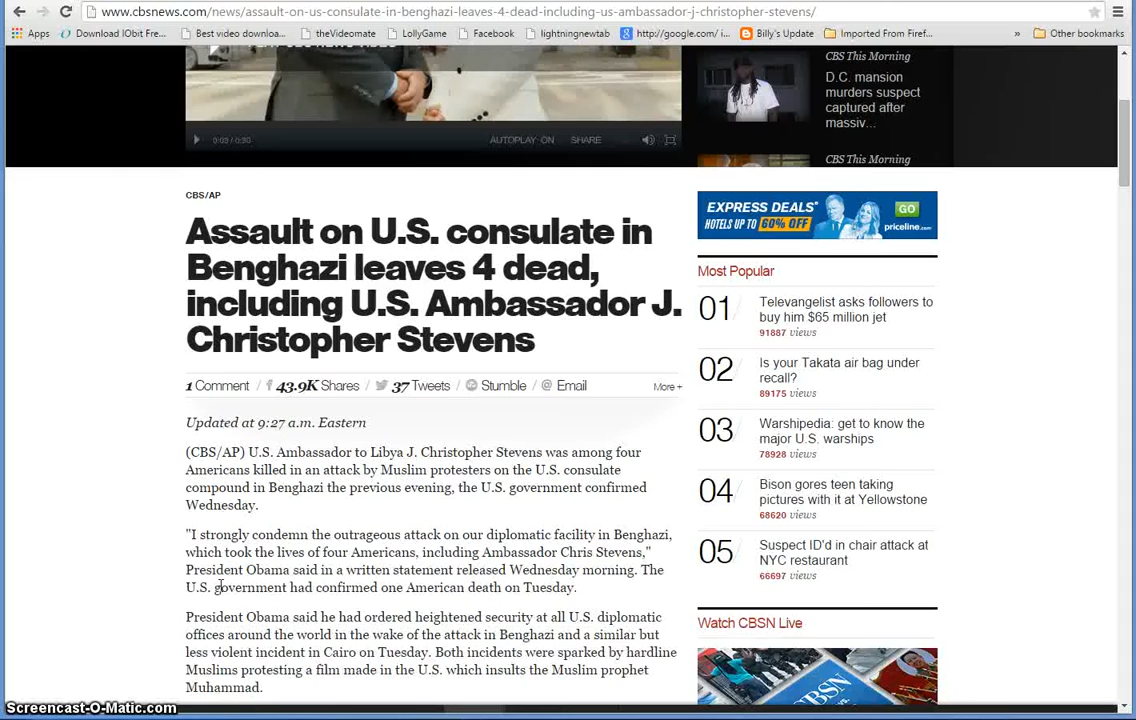 www.cbsnews.com/news/assault-on-us-consulate-in-benghazi-leaves-4-dead-including-us-ambassador-j-christopher-stevens/
Apps Download IObit Fre... Best video download... theVideomate LollyGame Facebook lightningnewtab http://google.com/ i... Billy's Update Imported From Firef... » Other bookmarks
CBS This Morning
D.C. mansion
murders suspect
captured after
massiv...
0:03 / 0:30 AUTOPLAY ON SHARE
CBS This Morning
CBS/AP
Assault on U.S. consulate in
Benghazi leaves 4 dead,
including U.S. Ambassador J.
Christopher Stevens
1 Comment / 43.9K Shares / 37 Tweets / Stumble / @ Email More +
Updated at 9:27 a.m. Eastern
(CBS/AP) U.S. Ambassador to Libya J. Christopher Stevens was among four
Americans killed in an attack by Muslim protesters on the U.S. consulate
compound in Benghazi the previous evening, the U.S. government confirmed
Wednesday.
"I strongly condemn the outrageous attack on our diplomatic facility in Benghazi,
which took the lives of four Americans, including Ambassador Chris Stevens,"
President Obama said in a written statement released Wednesday morning. The
U.S. government had confirmed one American death on Tuesday.
President Obama said he had ordered heightened security at all U.S. diplomatic
offices around the world in the wake of the attack in Benghazi and a similar but
less violent incident in Cairo on Tuesday. Both incidents were sparked by hardline
Muslims protesting a film made in the U.S. which insults the Muslim prophet
Muhammad.
EXPRESS DEALS®
HOTELS UP TO 60% OFF
GO
priceline.com
Most Popular
01 Televangelist asks followers to
buy him $65 million jet
91887 views
02 Is your Takata air bag under
recall?
89175 views
03 Warshipedia: get to know the
major U.S. warships
78928 views
04 Bison gores teen taking
pictures with it at Yellowstone
68620 views
05 Suspect ID'd in chair attack at
NYC restaurant
66697 views
Watch CBSN Live
CBSN
Screencast-O-Matic.com